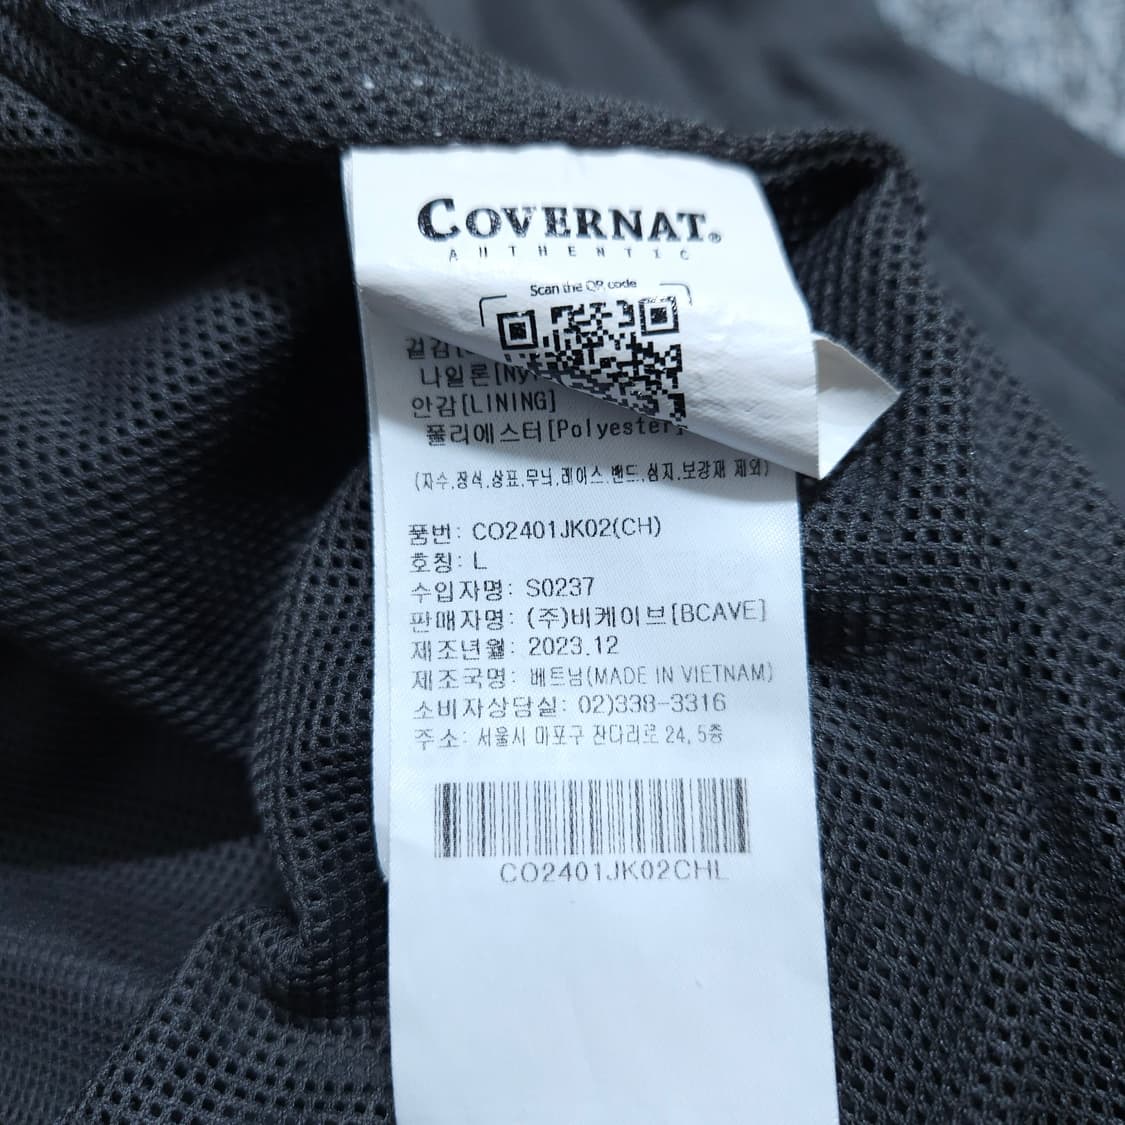 COVERNAT®
AUTHENTIC
Scan the QR code
겉감
나일론[Ny
안감[LINING]
폴리에스터[Polyester]
(자수,장식,상표,무늬,레이스,밴드,심지,보강재 제외)
품번: CO2401JK02(CH)
호칭: L
수입자명: S0237
판매자명: (주)비케이브[BCAVE]
제조년월: 2023.12
제조국명: 베트남(MADE IN VIETNAM)
소비자상담실: 02)338-3316
주소: 서울시 마포구 잔다리로 24, 5층
CO2401JK02CHL